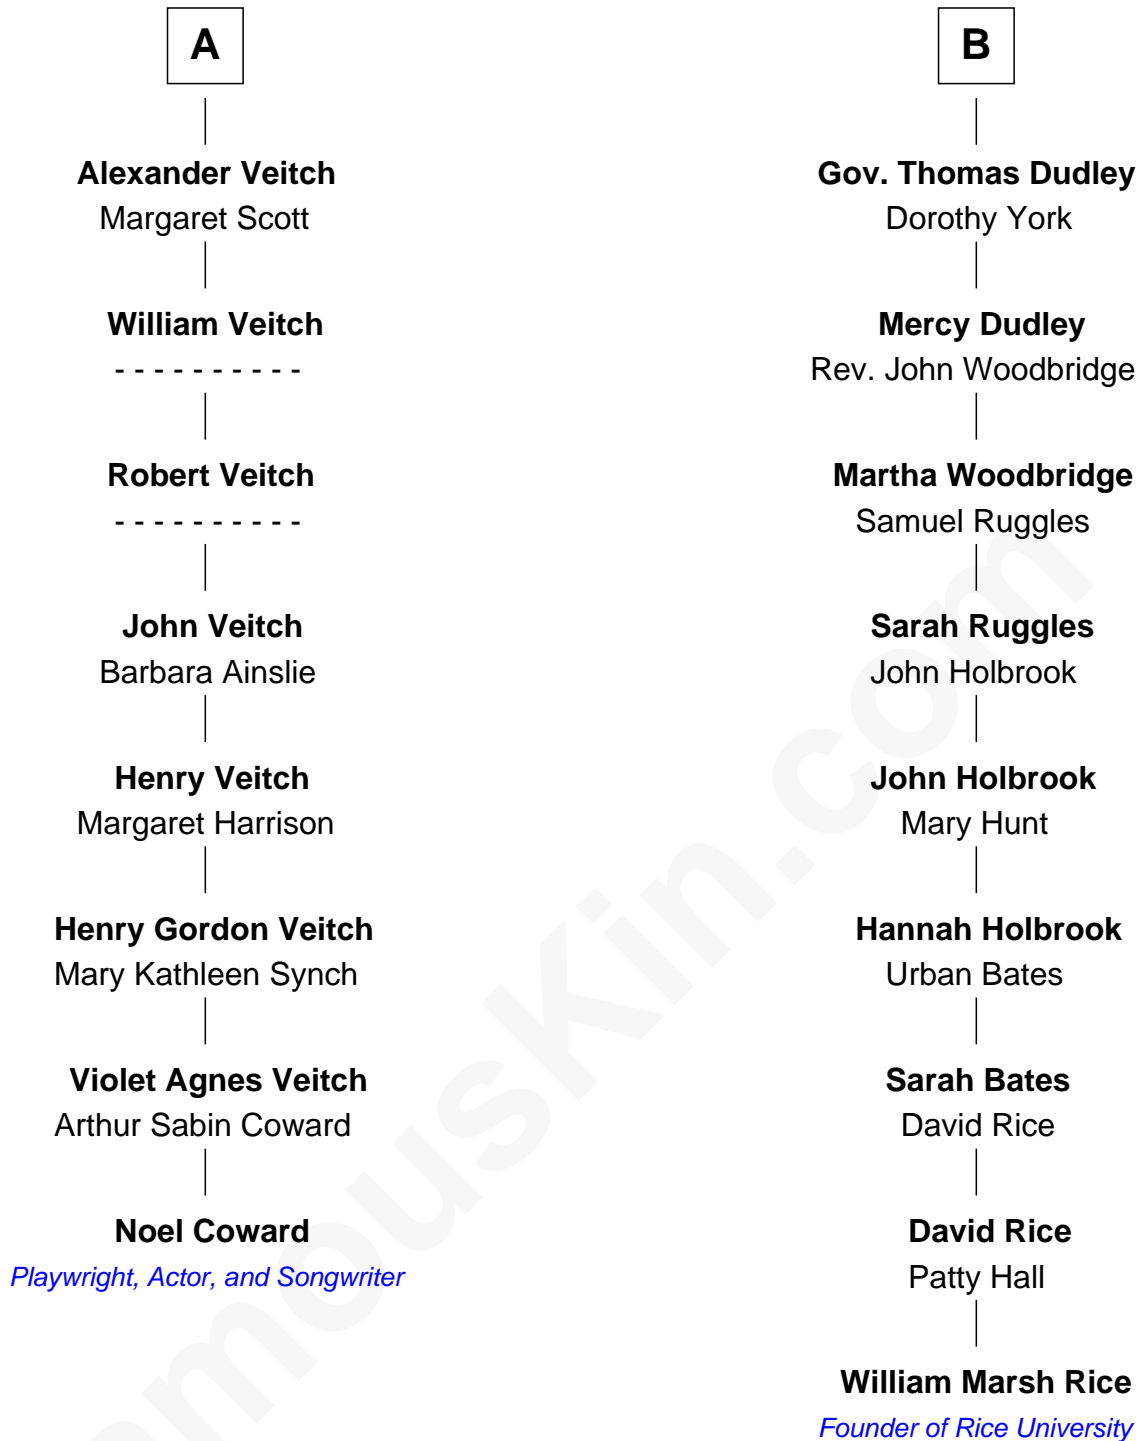 A
Alexander Veitch
Margaret Scott
William Veitch
- - - - - - - - - -
Robert Veitch
- - - - - - - - - -
John Veitch
Barbara Ainslie
Henry Veitch
Margaret Harrison
Henry Gordon Veitch
Mary Kathleen Synch
Violet Agnes Veitch
Arthur Sabin Coward
Noel Coward
Playwright, Actor, and Songwriter
B
Gov. Thomas Dudley
Dorothy York
Mercy Dudley
Rev. John Woodbridge
Martha Woodbridge
Samuel Ruggles
Sarah Ruggles
John Holbrook
John Holbrook
Mary Hunt
Hannah Holbrook
Urban Bates
Sarah Bates
David Rice
David Rice
Patty Hall
William Marsh Rice
Founder of Rice University
amouskin.com